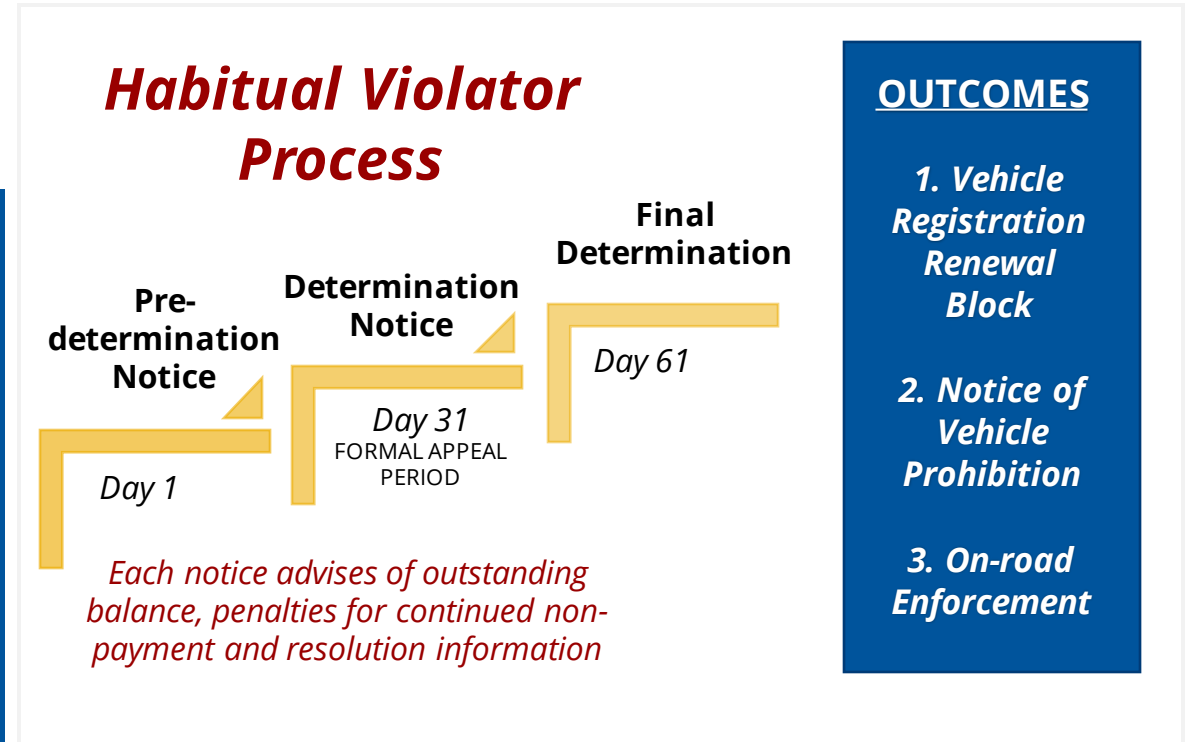 Habitual Violator
Process
Pre-
determination
Notice
Day 1
Determination
Notice
Day 31
FORMAL APPEAL
PERIOD
Final
Determination
Day 61
Each notice advises of outstanding
balance, penalties for continued non-
payment and resolution information
OUTCOMES
1. Vehicle
Registration
Renewal
Block
2. Notice of
Vehicle
Prohibition
3. On-road
Enforcement